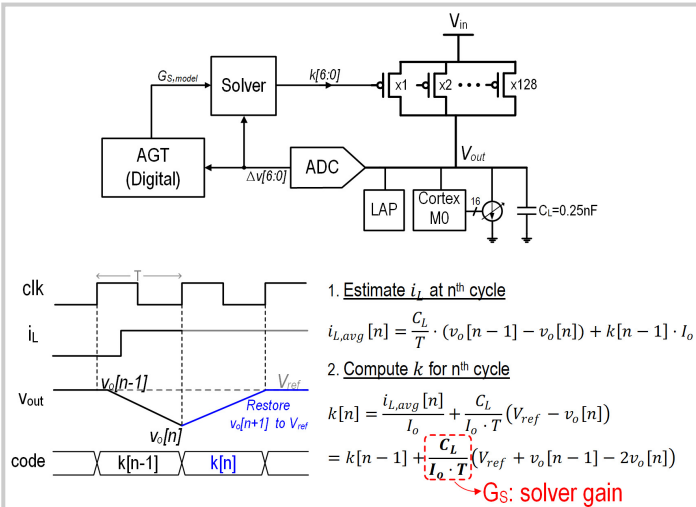 V_in
G_S,model
Solver
k[6:0]
x1
x2
x128
AGT
(Digital)
Δv[6:0]
ADC
V_out
LAP
Cortex
M0
16
C_L=0.25nF
clk
T
i_L
V_out
v_o[n-1]
V_ref
Restore
v_o[n+1] to V_ref
v_o[n]
code
k[n-1]
k[n]
1. Estimate i_L at n^th cycle
i_{L,avg}[n] = C_L/T · (v_o[n − 1] − v_o[n]) + k[n − 1] · I_o
2. Compute k for n^th cycle
k[n] = i_{L,avg}[n]/I_o + C_L/(I_o · T) (V_ref − v_o[n])
= k[n − 1] + C_L/(I_o · T) (V_ref + v_o[n − 1] − 2v_o[n])
G_S: solver gain